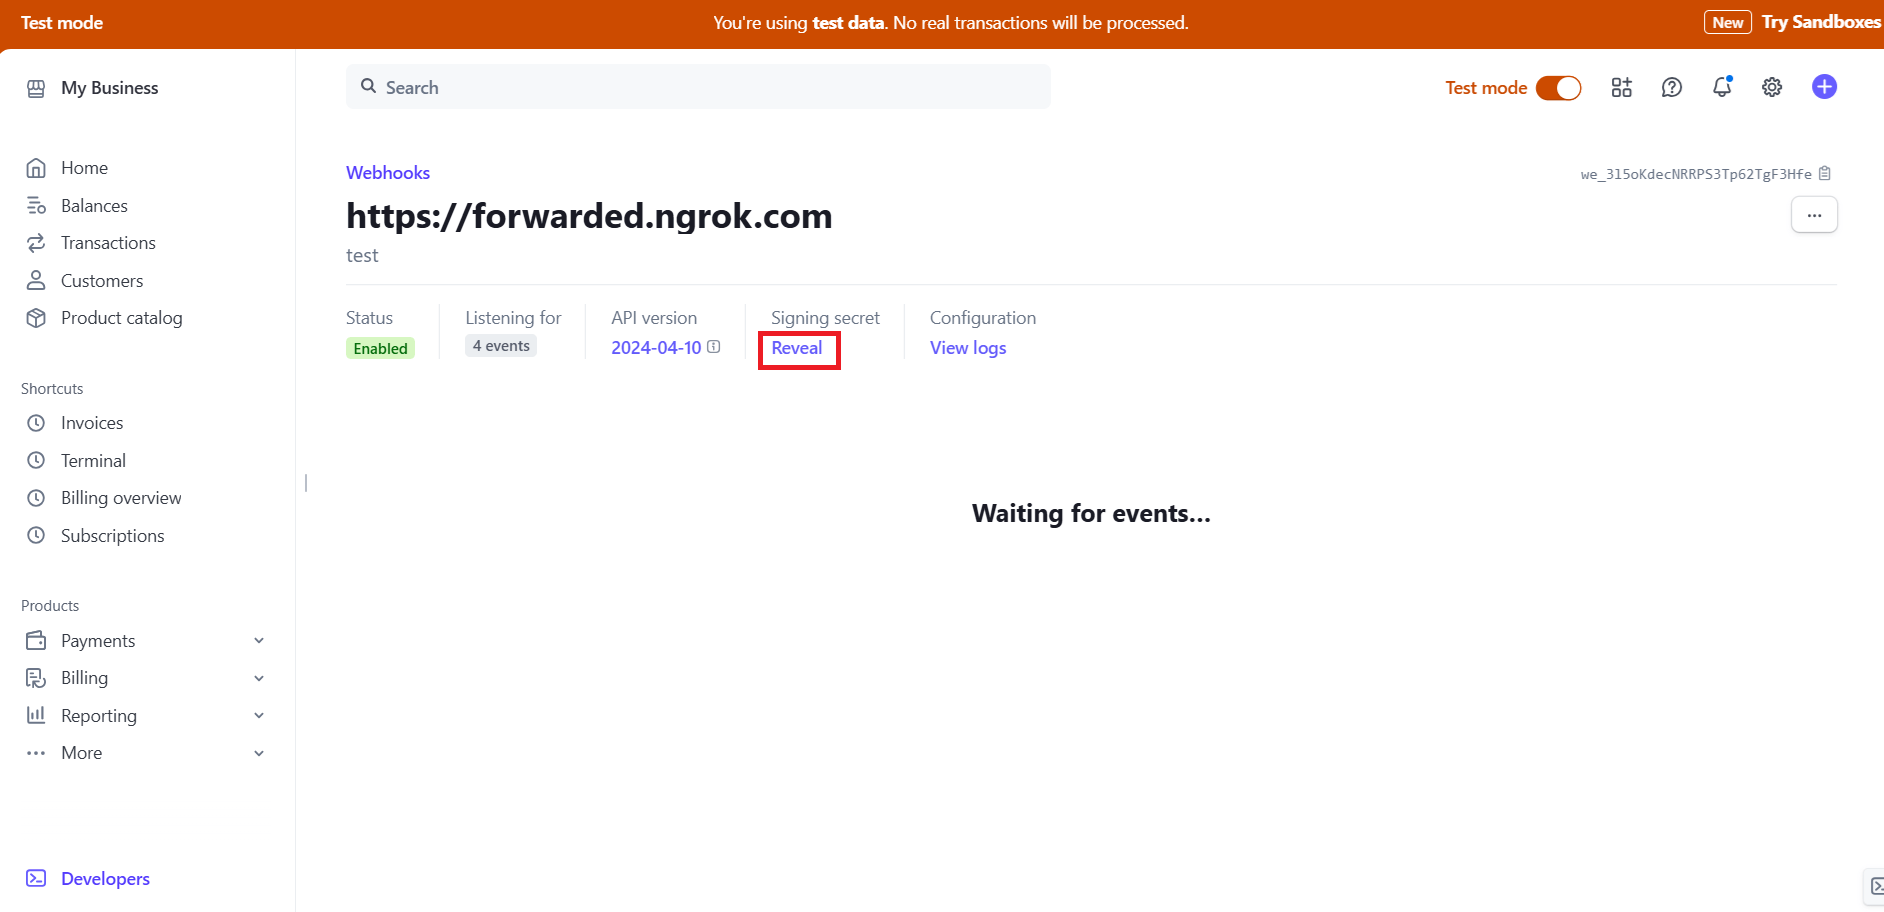 Test mode
You're using test data. No real transactions will be processed.
New Try Sandboxes
My Business
Search
Test mode
Home
Balances
Transactions
Customers
Product catalog
Shortcuts
Invoices
Terminal
Billing overview
Subscriptions
Products
Payments
Billing
Reporting
More
Developers
Webhooks
we_315oKdecNRRPS3Tp62TgF3Hfe
https://forwarded.ngrok.com
test
Status
Enabled
Listening for
4 events
API version
2024-04-10
Signing secret
Reveal
Configuration
View logs
Waiting for events...